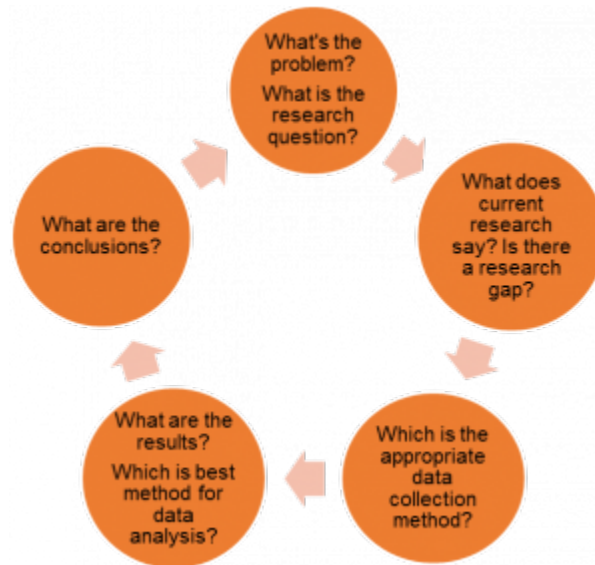 What's the
problem?
What is the
research
question?
What does
current
research
say? Is there
a research
gap?
Which is the
appropriate
data
collection
method?
What are the
results?
Which is best
method for
data
analysis?
What are the
conclusions?